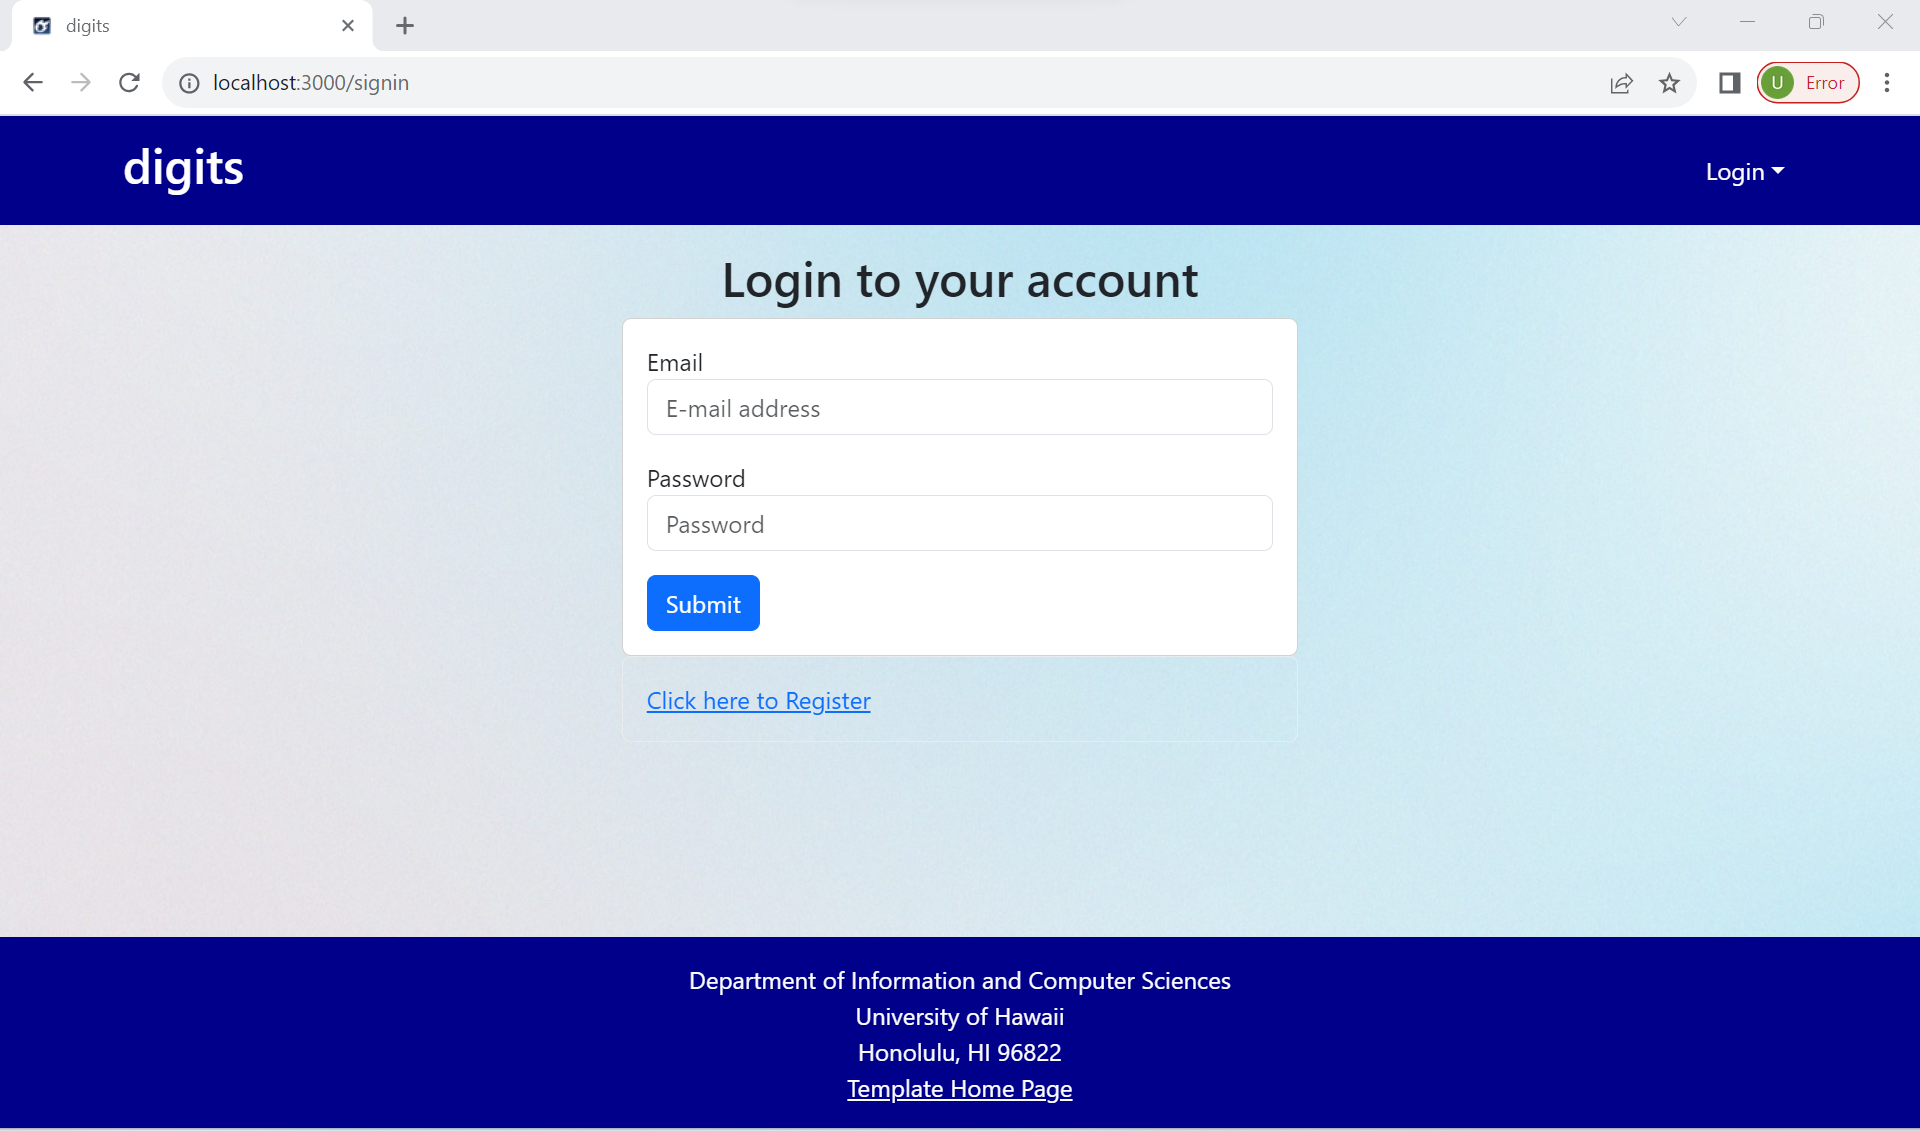 digits
localhost:3000/signin
U Error
digits
Login
Login to your account
Email
E-mail address
Password
Password
Submit
Click here to Register
Department of Information and Computer Sciences
University of Hawaii
Honolulu, HI 96822
Template Home Page